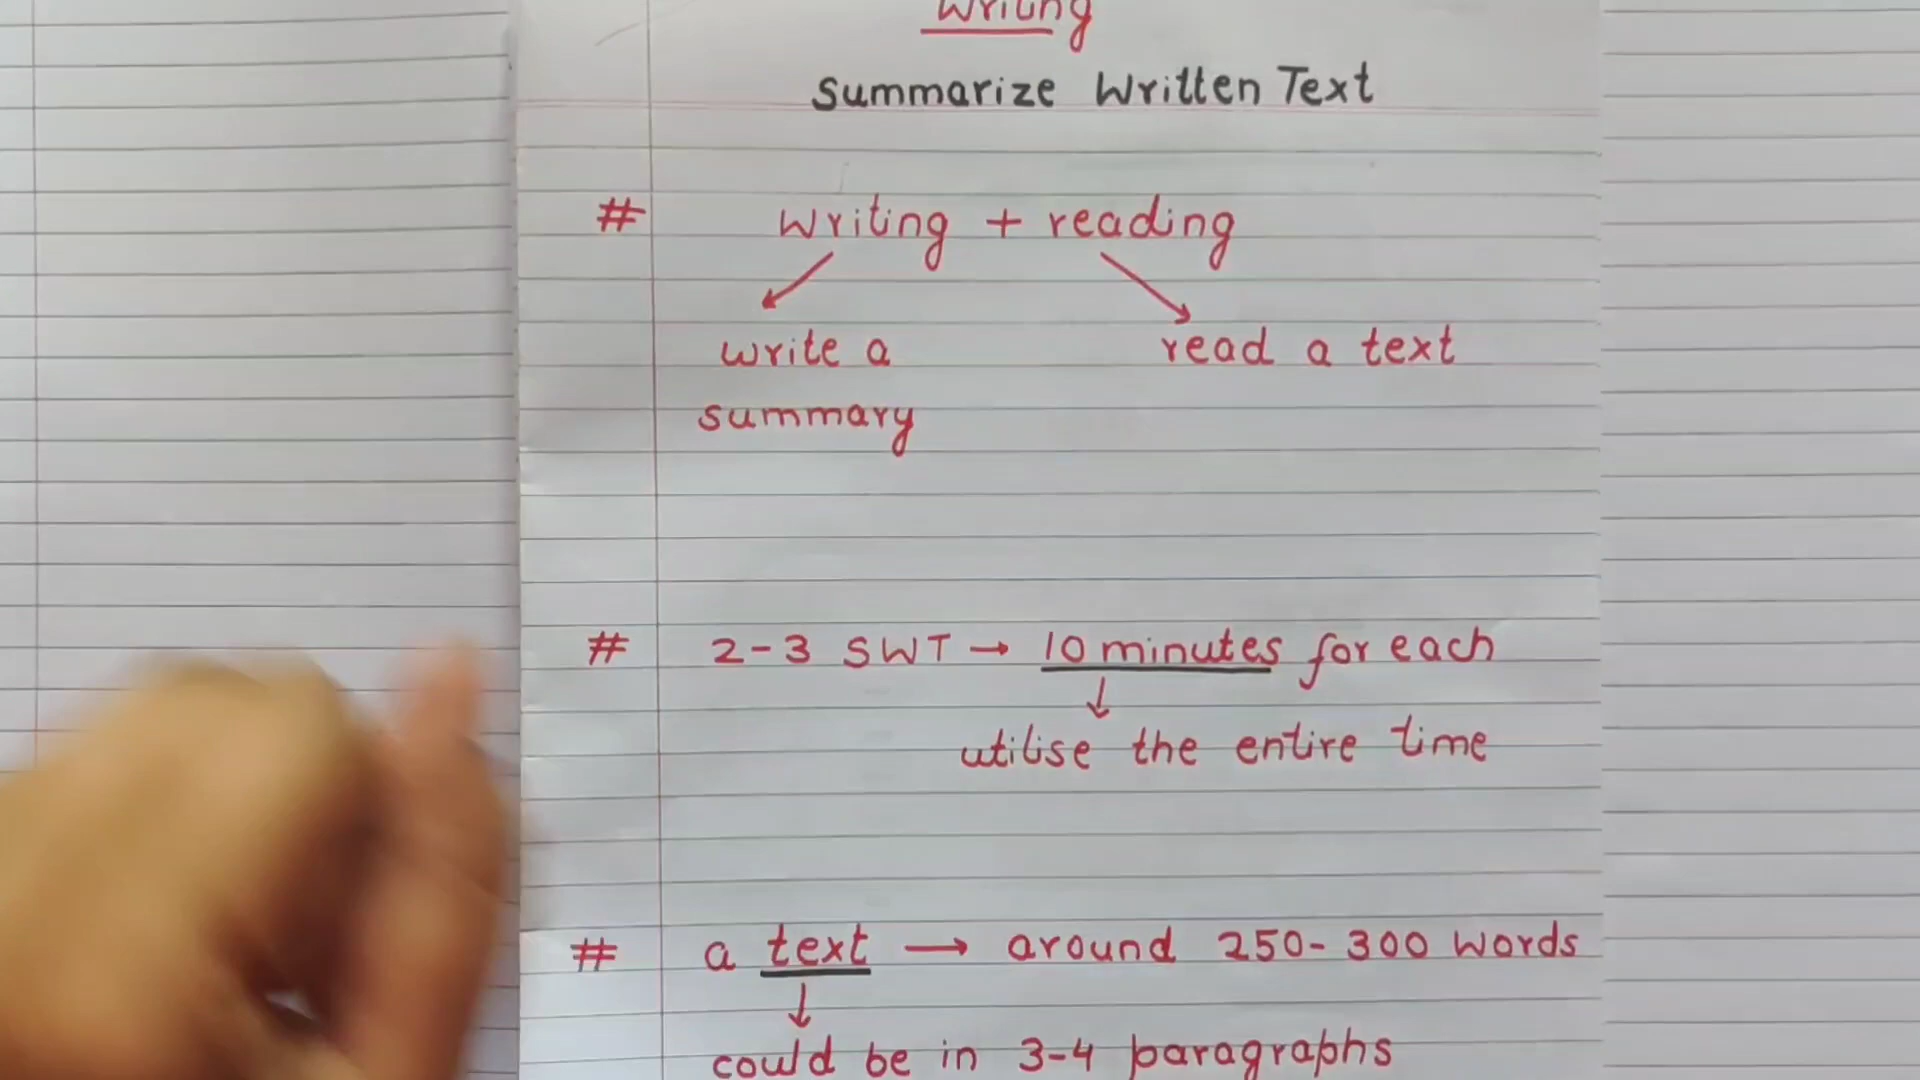 Writing
Summarize Written Text
# Writing + reading
write a read a text
summary
# 2-3 SWT → 10 minutes for each
↓
utilise the entire time
# a text → around 250-300 words
↓
could be in 3-4 paragraphs